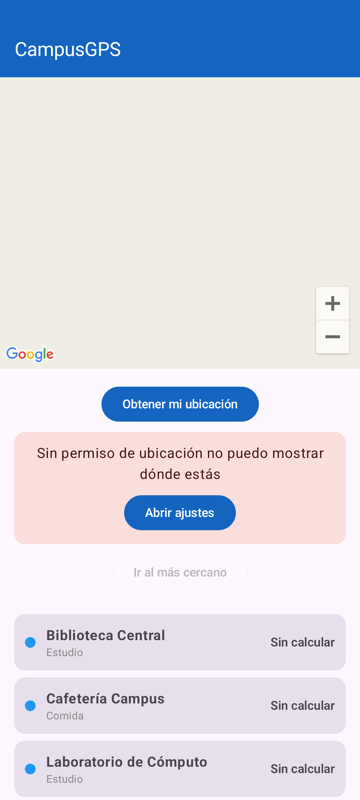 CampusGPS
Google
Obtener mi ubicación
Sin permiso de ubicación no puedo mostrar
dónde estás
Abrir ajustes
Ir al más cercano
Biblioteca Central
Estudio
Sin calcular
Cafetería Campus
Comida
Sin calcular
Laboratorio de Cómputo
Estudio
Sin calcular